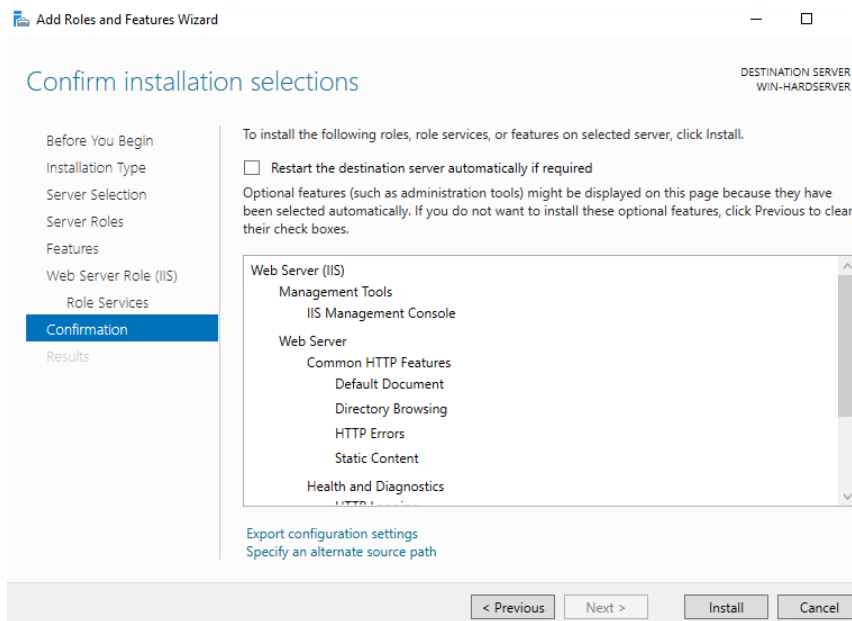 Add Roles and Features Wizard
Confirm installation selections
DESTINATION SERVER
WIN-HARDSERVER
Before You Begin
Installation Type
Server Selection
Server Roles
Features
Web Server Role (IIS)
Role Services
Confirmation
Results
To install the following roles, role services, or features on selected server, click Install.
Restart the destination server automatically if required
Optional features (such as administration tools) might be displayed on this page because they have
been selected automatically. If you do not want to install these optional features, click Previous to clear
their check boxes.
Web Server (IIS)
Management Tools
IIS Management Console
Web Server
Common HTTP Features
Default Document
Directory Browsing
HTTP Errors
Static Content
Health and Diagnostics
Export configuration settings
Specify an alternate source path
< Previous
Next >
Install
Cancel